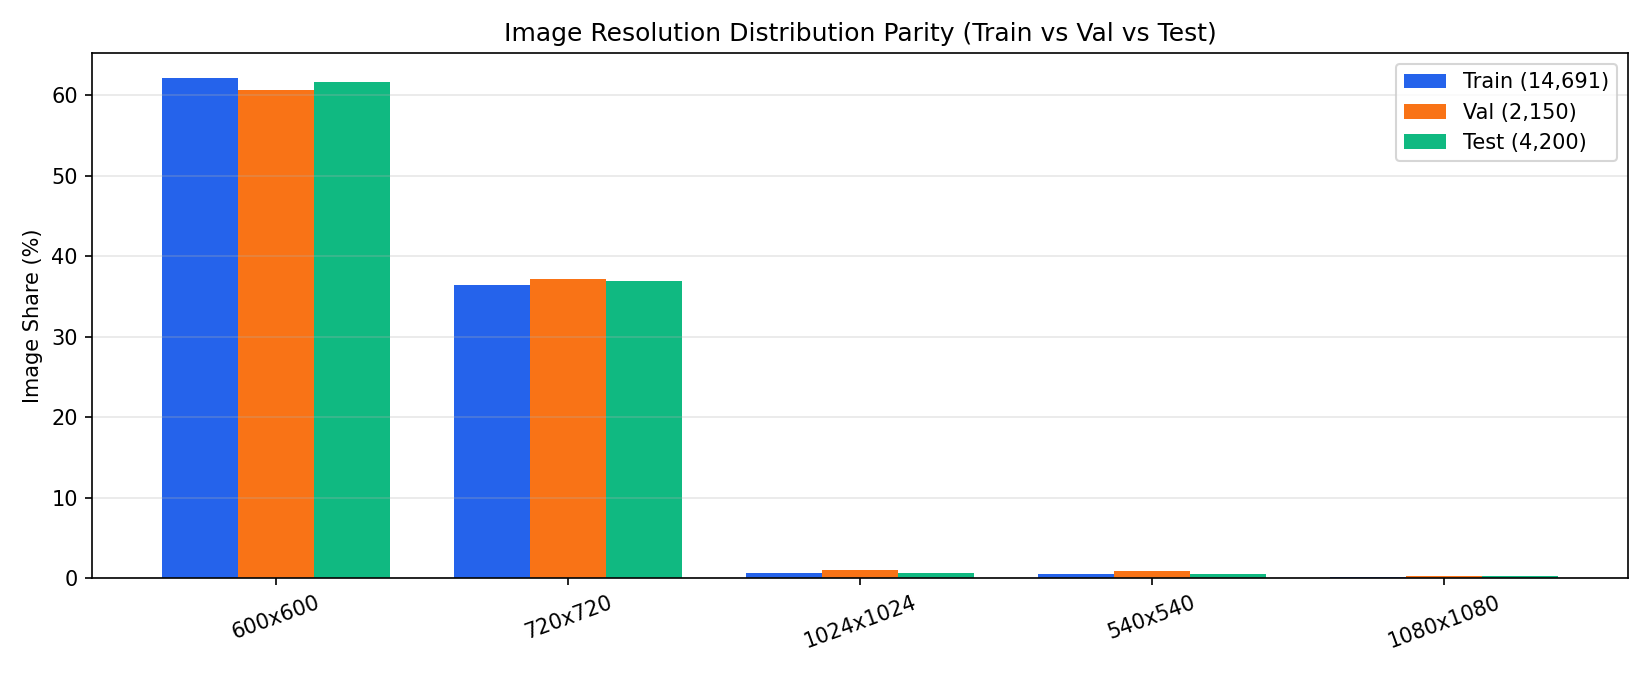 Image Resolution Distribution Parity (Train vs Val vs Test)
Train (14,691)
Val (2,150)
Test (4,200)
Image Share (%)
60
50
40
30
20
10
0
600x600
720x720
1024x1024
540x540
1080x1080